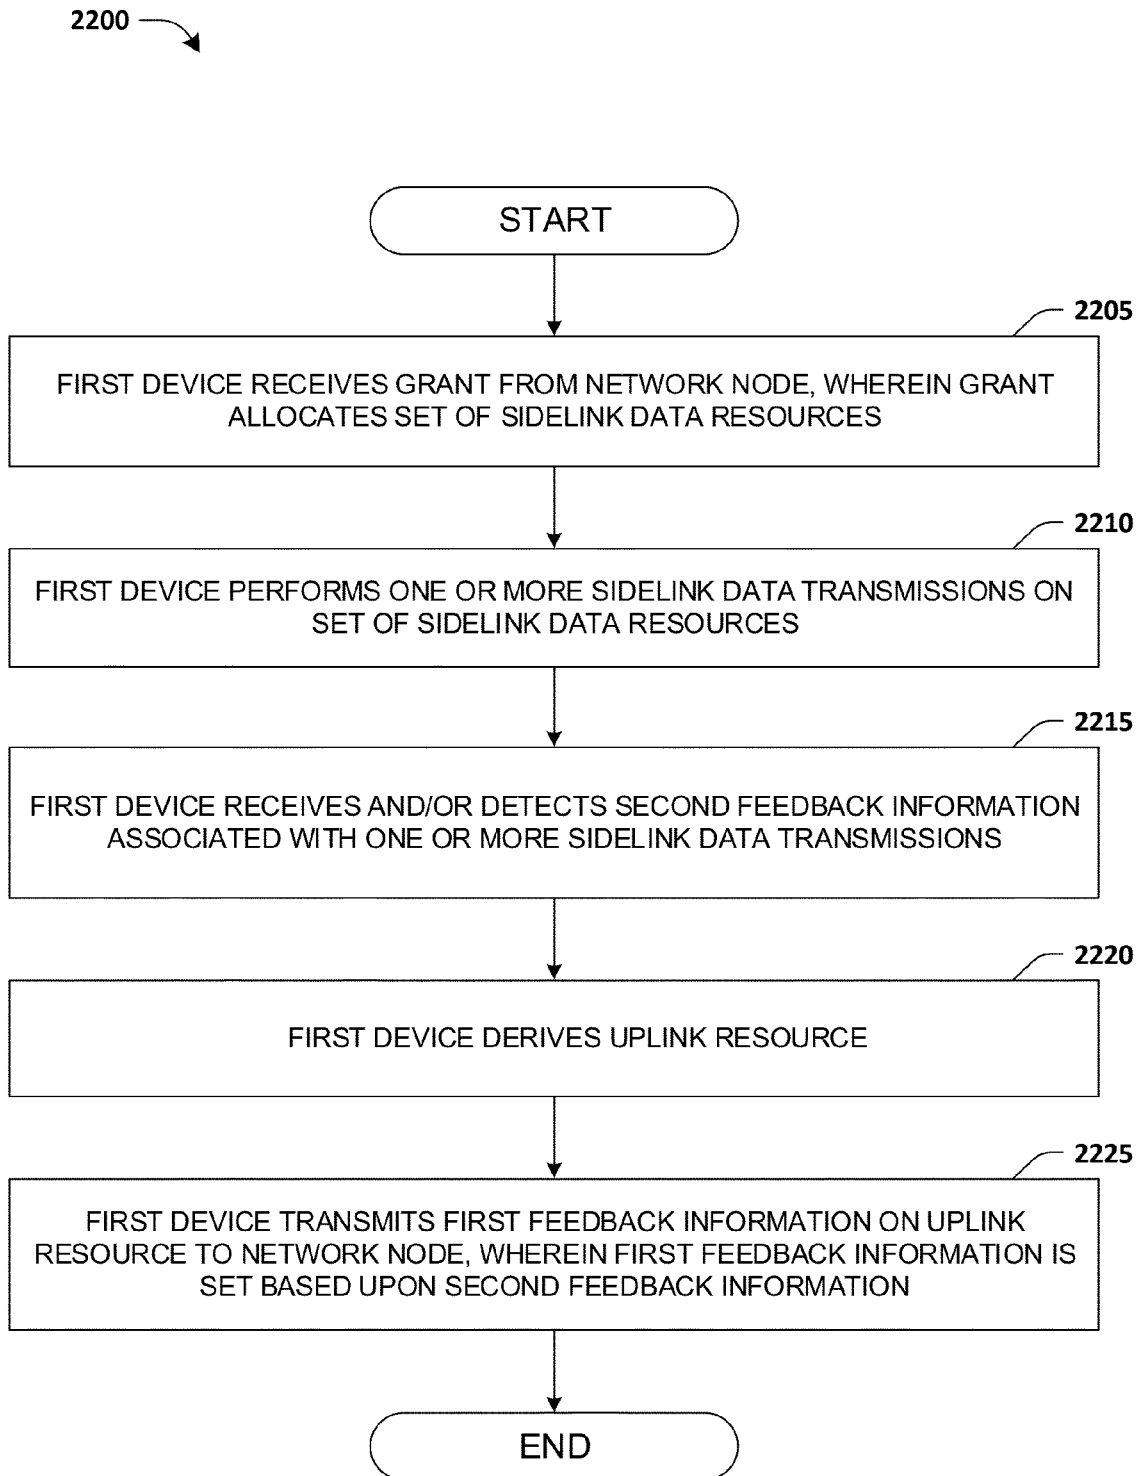 2200
START
2205
FIRST DEVICE RECEIVES GRANT FROM NETWORK NODE, WHEREIN GRANT
ALLOCATES SET OF SIDELINK DATA RESOURCES
2210
FIRST DEVICE PERFORMS ONE OR MORE SIDELINK DATA TRANSMISSIONS ON
SET OF SIDELINK DATA RESOURCES
2215
FIRST DEVICE RECEIVES AND/OR DETECTS SECOND FEEDBACK INFORMATION
ASSOCIATED WITH ONE OR MORE SIDELINK DATA TRANSMISSIONS
2220
FIRST DEVICE DERIVES UPLINK RESOURCE
2225
FIRST DEVICE TRANSMITS FIRST FEEDBACK INFORMATION ON UPLINK
RESOURCE TO NETWORK NODE, WHEREIN FIRST FEEDBACK INFORMATION IS
SET BASED UPON SECOND FEEDBACK INFORMATION
END